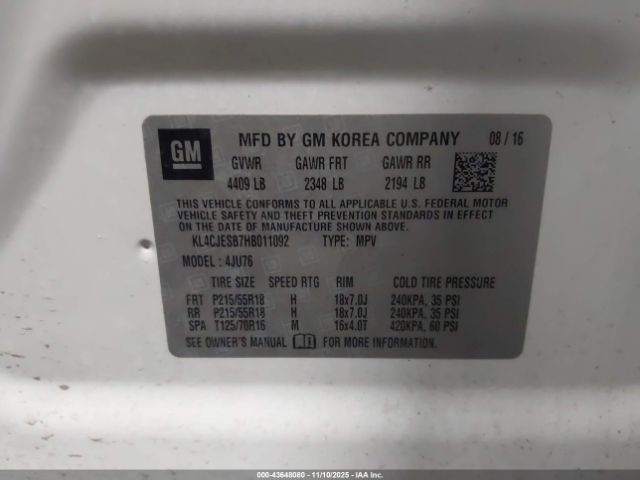 GM
MFD BY GM KOREA COMPANY 08 / 16
GVWR GAWR FRT GAWR RR
4409 LB 2348 LB 2194 LB
THIS VEHICLE CONFORMS TO ALL APPLICABLE U.S. FEDERAL MOTOR
VEHICLE SAFETY AND THEFT PREVENTION STANDARDS IN EFFECT
ON THE DATE OF MANUFACTURE SHOWN ABOVE.
KL4CJESB7HB011092 TYPE: MPV
MODEL : 4JU76
TIRE SIZE SPEED RTG RIM COLD TIRE PRESSURE
FRT P215/55R18 H 18x7.0J 240KPA, 35 PSI
RR P215/55R18 H 18x7.0J 240KPA, 35 PSI
SPA T125/70R16 M 16x4.0T 420KPA, 60 PSI
SEE OWNER'S MANUAL FOR MORE INFORMATION
000-43648080 - 11/10/2025 - IAA, Inc.